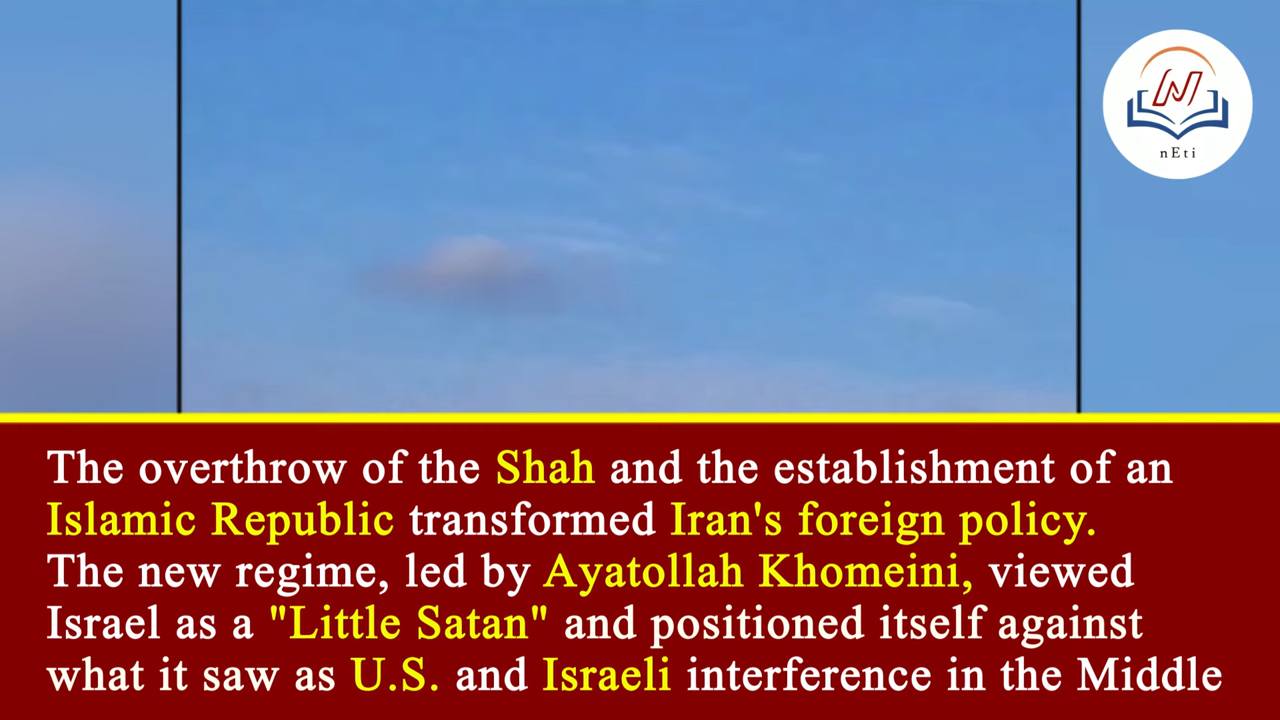 nEti
The overthrow of the Shah and the establishment of an
Islamic Republic transformed Iran's foreign policy.
The new regime, led by Ayatollah Khomeini, viewed
Israel as a "Little Satan" and positioned itself against
what it saw as U.S. and Israeli interference in the Middle